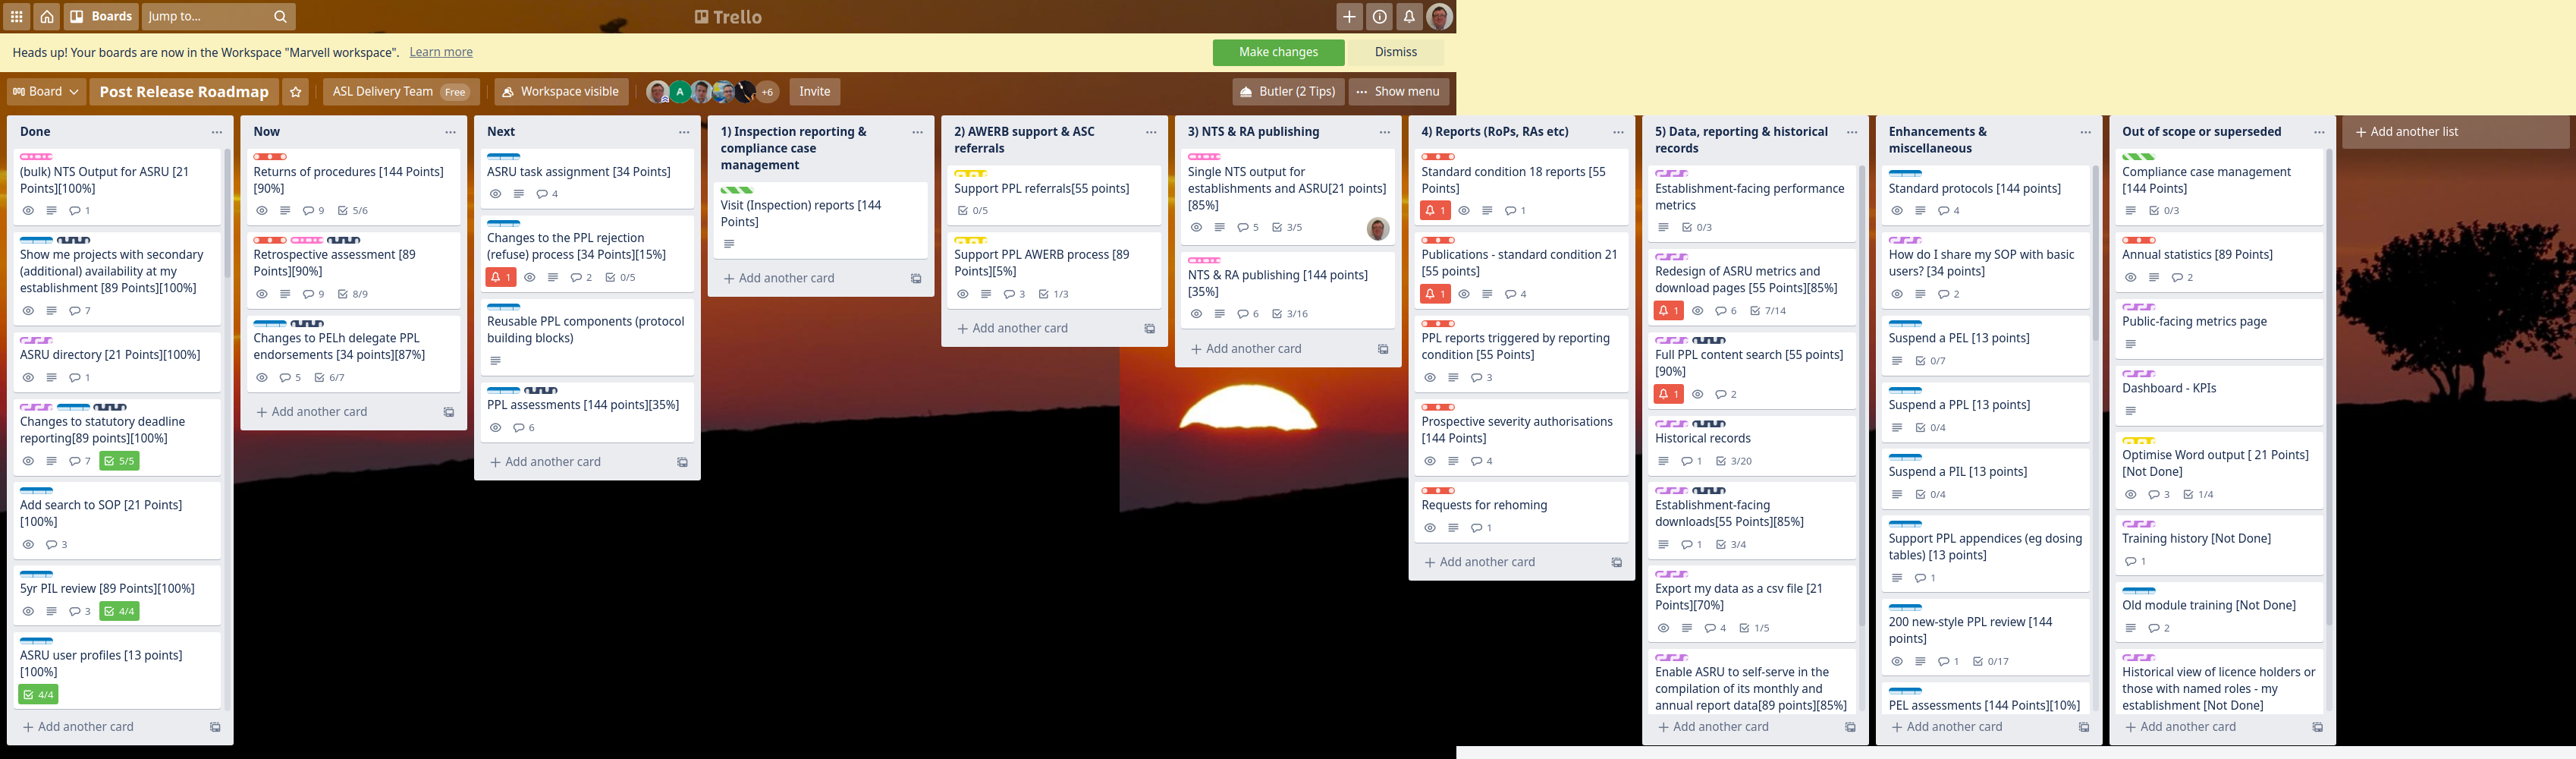 Boards
Jump to...
Trello
Heads up! Your boards are now in the Workspace "Marvell workspace". Learn more
Make changes
Dismiss
Board
Post Release Roadmap
ASL Delivery Team Free
Workspace visible
A
+6
Invite
Butler (2 Tips)
Show menu
Done
(bulk) NTS Output for ASRU [21
Points][100%]
1
Show me projects with secondary
(additional) availability at my
establishment [89 Points][100%]
7
ASRU directory [21 Points][100%]
1
Changes to statutory deadline
reporting[89 points][100%]
7 5/5
Add search to SOP [21 Points]
[100%]
3
5yr PIL review [89 Points][100%]
3 4/4
ASRU user profiles [13 points]
[100%]
4/4
Add another card
Now
Returns of procedures [144 Points]
[90%]
9 5/6
Retrospective assessment [89
Points][90%]
9 8/9
Changes to PELh delegate PPL
endorsements [34 points][87%]
5 6/7
Add another card
Next
ASRU task assignment [34 Points]
4
Changes to the PPL rejection
(refuse) process [34 Points][15%]
1 2 0/5
Reusable PPL components (protocol
building blocks)
PPL assessments [144 points][35%]
6
Add another card
1) Inspection reporting &
compliance case
management
Visit (Inspection) reports [144
Points]
Add another card
2) AWERB support & ASC
referrals
Support PPL referrals[55 points]
0/5
Support PPL AWERB process [89
Points][5%]
3 1/3
Add another card
3) NTS & RA publishing
Single NTS output for
establishments and ASRU[21 points]
[85%]
5 3/5
NTS & RA publishing [144 points]
[35%]
6 3/16
Add another card
4) Reports (RoPs, RAs etc)
Standard condition 18 reports [55
Points]
1 1
Publications - standard condition 21
[55 points]
1 4
PPL reports triggered by reporting
condition [55 Points]
3
Prospective severity authorisations
[144 Points]
4
Requests for rehoming
1
Add another card
5) Data, reporting & historical
records
Establishment-facing performance
metrics
0/3
Redesign of ASRU metrics and
download pages [55 Points][85%]
1 6 7/14
Full PPL content search [55 points]
[90%]
1 2
Historical records
1 3/20
Establishment-facing
downloads[55 Points][85%]
1 3/4
Export my data as a csv file [21
Points][70%]
4 1/5
Enable ASRU to self-serve in the
compilation of its monthly and
annual report data[89 points][85%]
Add another card
Enhancements &
miscellaneous
Standard protocols [144 points]
4
How do I share my SOP with basic
users? [34 points]
2
Suspend a PEL [13 points]
0/7
Suspend a PPL [13 points]
0/4
Suspend a PIL [13 points]
0/4
Support PPL appendices (eg dosing
tables) [13 points]
1
200 new-style PPL review [144
points]
1 0/17
PEL assessments [144 Points][10%]
Add another card
Out of scope or superseded
Compliance case management
[144 Points]
0/3
Annual statistics [89 Points]
2
Public-facing metrics page
Dashboard - KPIs
Optimise Word output [ 21 Points]
[Not Done]
3 1/4
Training history [Not Done]
1
Old module training [Not Done]
2
Historical view of licence holders or
those with named roles - my
establishment [Not Done]
Add another card
Add another list